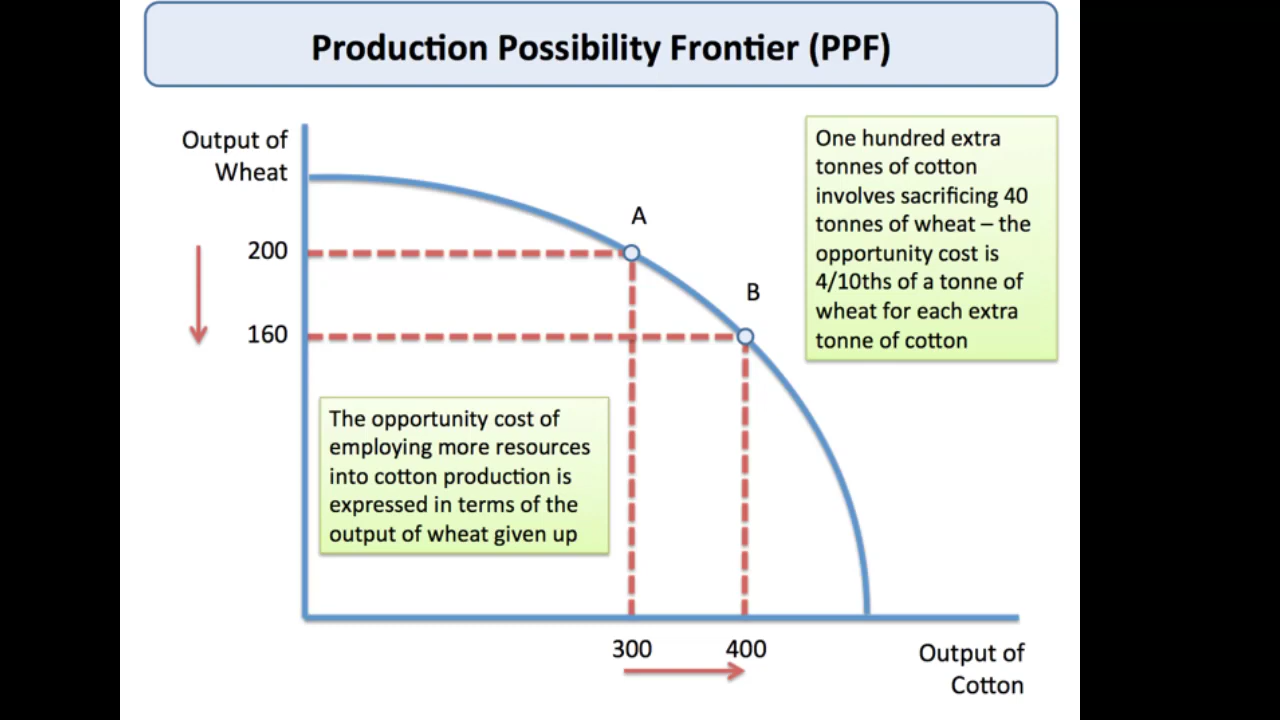 Production Possibility Frontier (PPF)
Output of
Wheat
One hundred extra
tonnes of cotton
involves sacrificing 40
tonnes of wheat – the
opportunity cost is
4/10ths of a tonne of
wheat for each extra
tonne of cotton
A
200
B
160
The opportunity cost of
employing more resources
into cotton production is
expressed in terms of the
output of wheat given up
300
400
Output of
Cotton